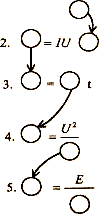 2. = IU
3. = t
4. = U²
5. = E